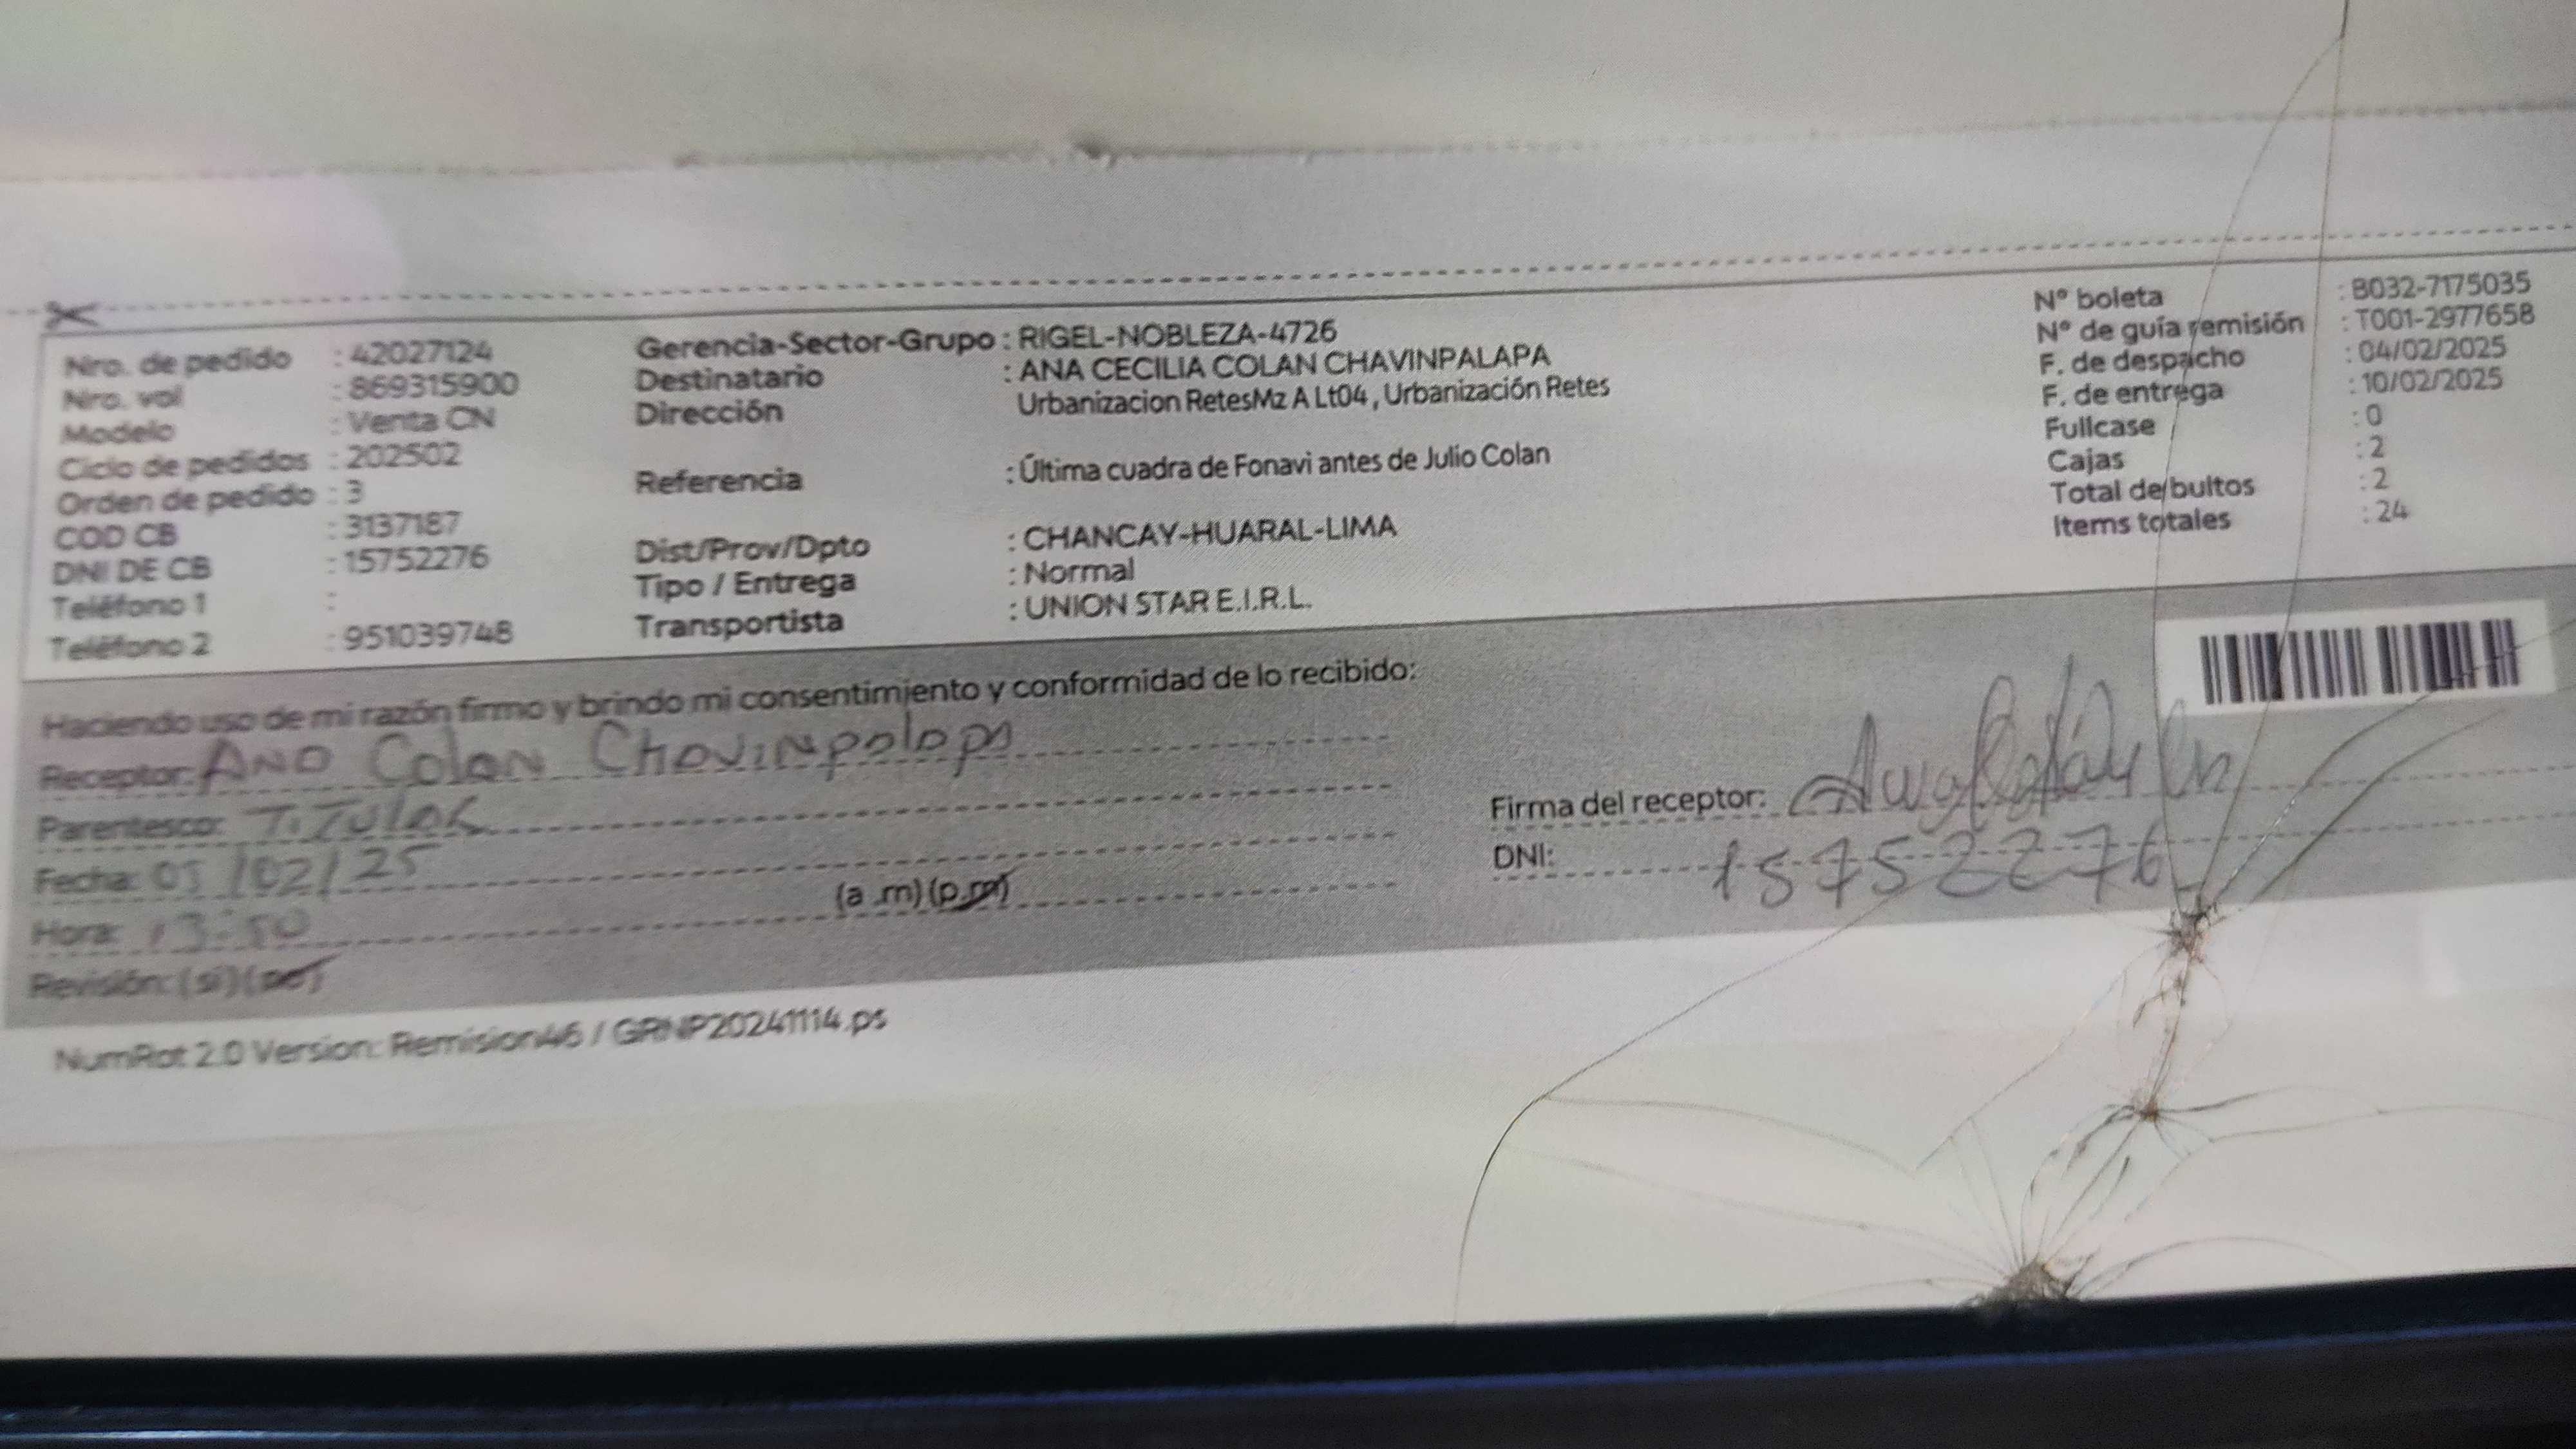 Nro. de pedido : 42027124
Nro. vol : 869315900
Modelo : Venta CN
Ciclo de pedidos : 202502
Orden de pedido : 3
COD CB : 3137187
DNI DE CB : 15752276
Teléfono 1 :
Teléfono 2 : 951039748
Gerencia-Sector-Grupo : RIGEL-NOBLEZA-4726
Destinatario : ANA CECILIA COLAN CHAVINPALAPA
Dirección Urbanizacion RetesMz A Lt04 , Urbanización Retes
Referencia : Última cuadra de Fonavi antes de Julio Colan
Dist/Prov/Dpto : CHANCAY-HUARAL-LIMA
Tipo / Entrega : Normal
Transportista : UNION STAR E.I.R.L.
N° boleta : B032-7175035
N° de guía remisión : T001-2977658
F. de despacho : 04/02/2025
F. de entrega : 10/02/2025
Fullcase : 0
Cajas : 2
Total de bultos : 2
Items totales : 24
Haciendo uso de mi razón firmo y brindo mi consentimiento y conformidad de lo recibido:
Receptor: Ana Colan Chavinpalapa
Parentesco: Titular
Fecha: 05/02/25
Hora: 13:50 (a .m) (p.m)
Revisión: (si) (no)
Firma del receptor:
DNI: 15752276
NumRot 2.0 Version: Remision46 / GRNP20241114.ps